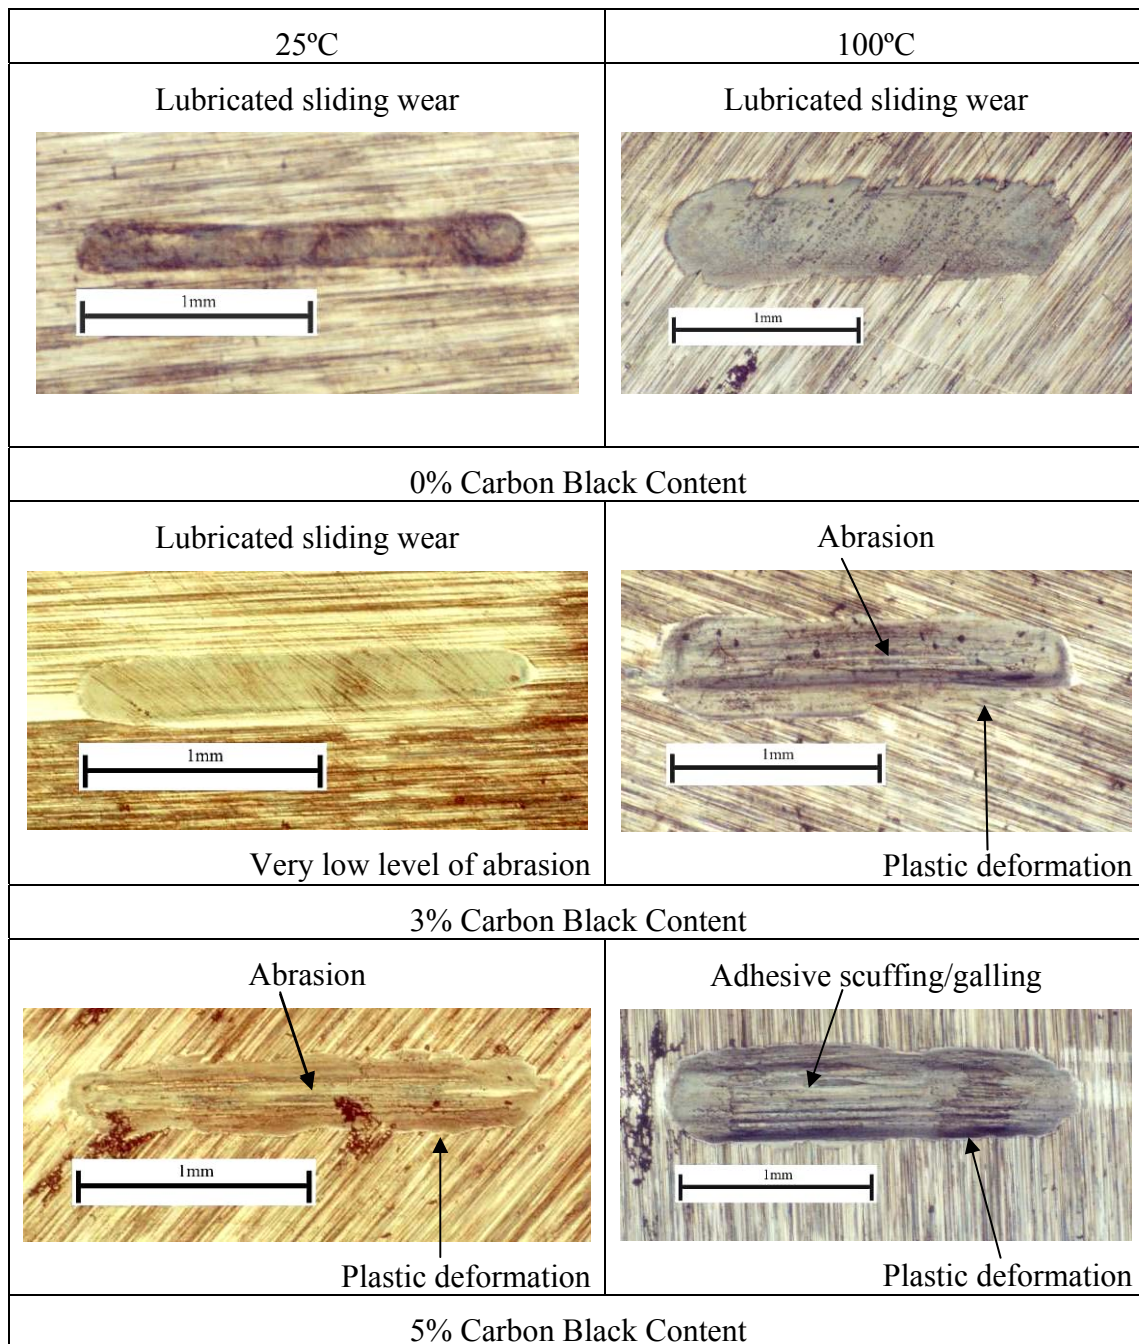 25ºC
100ºC
Lubricated sliding wear
Lubricated sliding wear
1mm
1mm
0% Carbon Black Content
Lubricated sliding wear
Abrasion
1mm
1mm
Very low level of abrasion
Plastic deformation
3% Carbon Black Content
Abrasion
Adhesive scuffing/galling
1mm
1mm
Plastic deformation
Plastic deformation
5% Carbon Black Content